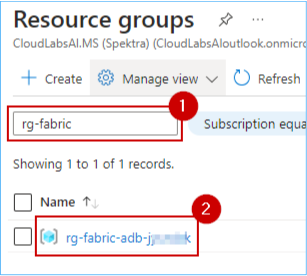 Resource groups
CloudLabsAI.MS (Spektra) (CloudLabsAIoutlook.onmicro
+ Create Manage view Refresh
1
rg-fabric Subscription equa
Showing 1 to 1 of 1 records.
Name ↑↓
2
rg-fabric-adb-